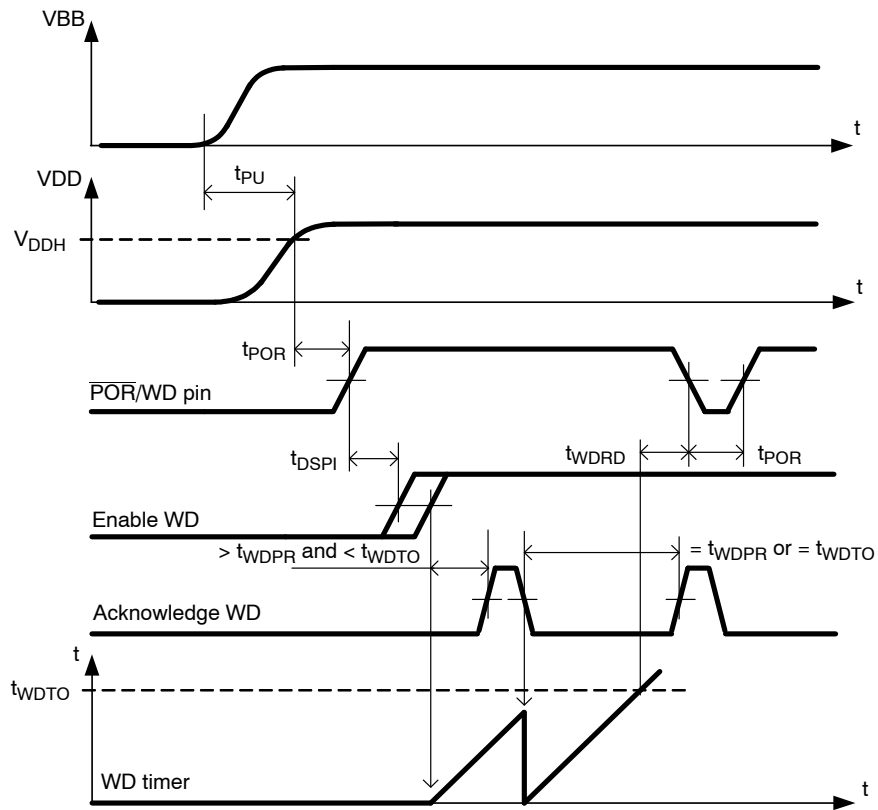 VBB
t
tPU
VDD
VDDH
t
tPOR
POR/WD pin
tDSPI
tWDRD
tPOR
Enable WD
> tWDPR and < tWDTO
= tWDPR or = tWDTO
Acknowledge WD
t
tWDTO
WD timer
t